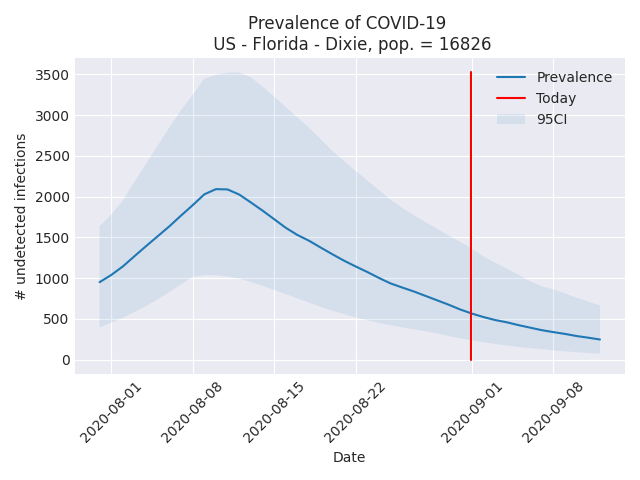 Prevalence of COVID-19
US - Florida - Dixie, pop. = 16826
Prevalence
Today
95CI
3500
3000
2500
2000
1500
1000
500
0
# undetected infections
2020-08-01
2020-08-08
2020-08-15
2020-08-22
2020-09-01
2020-09-08
Date